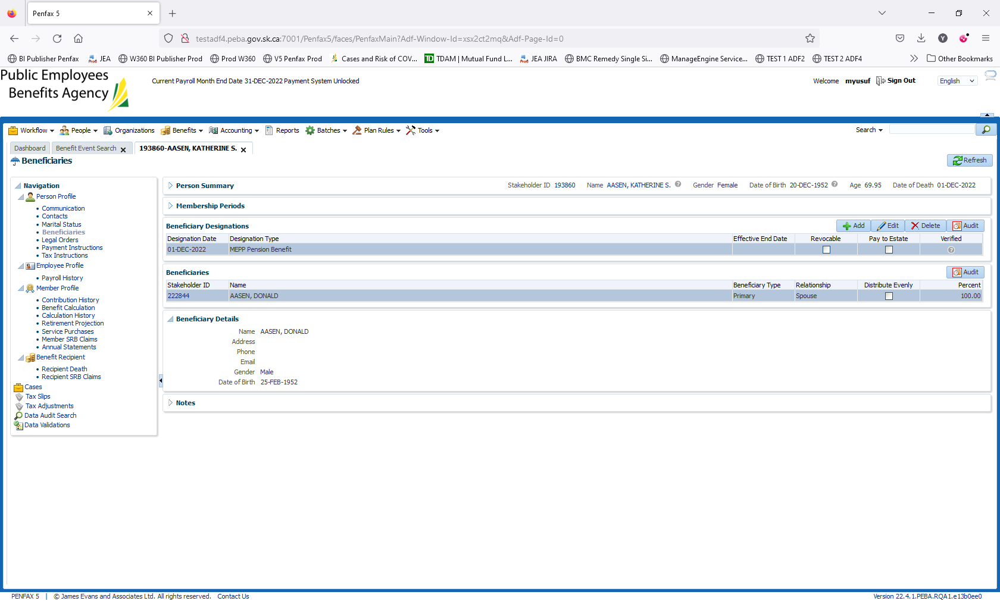 Penfax 5
testadf4.peba.gov.sk.ca:7001/Penfax5/faces/PenfaxMain?Adf-Window-Id=xsx2ct2mq&Adf-Page-Id=0
BI Publisher Penfax JEA W360 BI Publisher Prod Prod W360 V5 Penfax Prod Cases and Risk of COV... TDAM | Mutual Fund L... JEA JIRA BMC Remedy Single Si... ManageEngine Service... TEST 1 ADF2 TEST 2 ADF4 Other Bookmarks
Public Employees
Benefits Agency
Current Payroll Month End Date 31-DEC-2022 Payment System Unlocked
Welcome myusuf Sign Out English
Workflow People Organizations Benefits Accounting Reports Batches Plan Rules Tools Search
Dashboard Benefit Event Search 193860-AASEN, KATHERINE S.
Beneficiaries Refresh
Navigation
Person Profile
Communication
Contacts
Marital Status
Beneficiaries
Legal Orders
Payment Instructions
Tax Instructions
Employee Profile
Payroll History
Member Profile
Contribution History
Benefit Calculation
Calculation History
Retirement Projection
Service Purchases
Member SRB Claims
Annual Statements
Benefit Recipient
Recipient Death
Recipient SRB Claims
Cases
Tax Slips
Tax Adjustments
Data Audit Search
Data Validations
Person Summary Stakeholder ID 193860 Name AASEN, KATHERINE S. Gender Female Date of Birth 20-DEC-1952 Age 69.95 Date of Death 01-DEC-2022
Membership Periods
Beneficiary Designations Add Edit Delete Audit
Designation Date Designation Type Effective End Date Revocable Pay to Estate Verified
01-DEC-2022 MEPP Pension Benefit
Beneficiaries Audit
Stakeholder ID Name Beneficiary Type Relationship Distribute Evenly Percent
222844 AASEN, DONALD Primary Spouse 100.00
Beneficiary Details
Name AASEN, DONALD
Address
Phone
Email
Gender Male
Date of Birth 25-FEB-1952
Notes
PENFAX 5 | © James Evans and Associates Ltd. All rights reserved. Contact Us Version 22.4.1.PEBA.RQA1.e13b0ee0